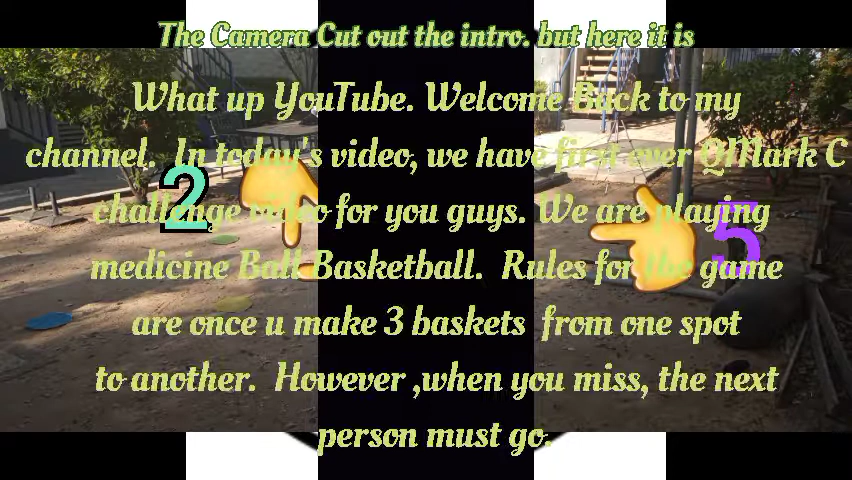 The Camera Cut out the intro. but here it is
What up YouTube. Welcome Back to my
channel. In today's video, we have first ever QMark C
challenge video for you guys. We are playing
medicine Ball Basketball. Rules for the game
are once u make 3 baskets from one spot
to another. However ,when you miss, the next
person must go.
2
5